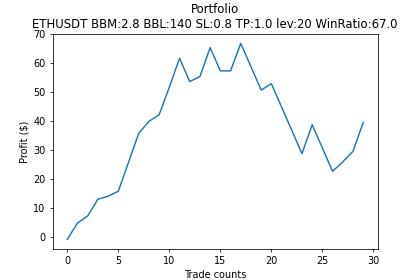 Portfolio
ETHUSDT BBM:2.8 BBL:140 SL:0.8 TP:1.0 lev:20 WinRatio:67.0
70
60
50
40
30
20
10
0
Profit ($)
0 5 10 15 20 25 30
Trade counts